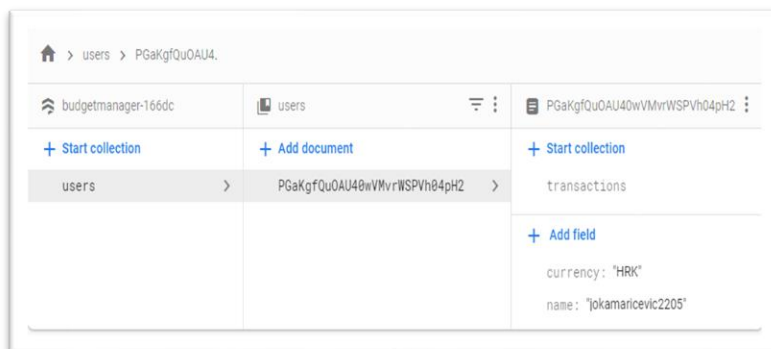 > users > PGaKgfQuOAU4.
budgetmanager-166dc
users
PGaKgfQuOAU40wVMvrWSPVh04pH2
+ Start collection
+ Add document
+ Start collection
users >
PGaKgfQuOAU40wVMvrWSPVh04pH2 >
transactions
+ Add field
currency: "HRK"
name: "jokamaricevic2205"